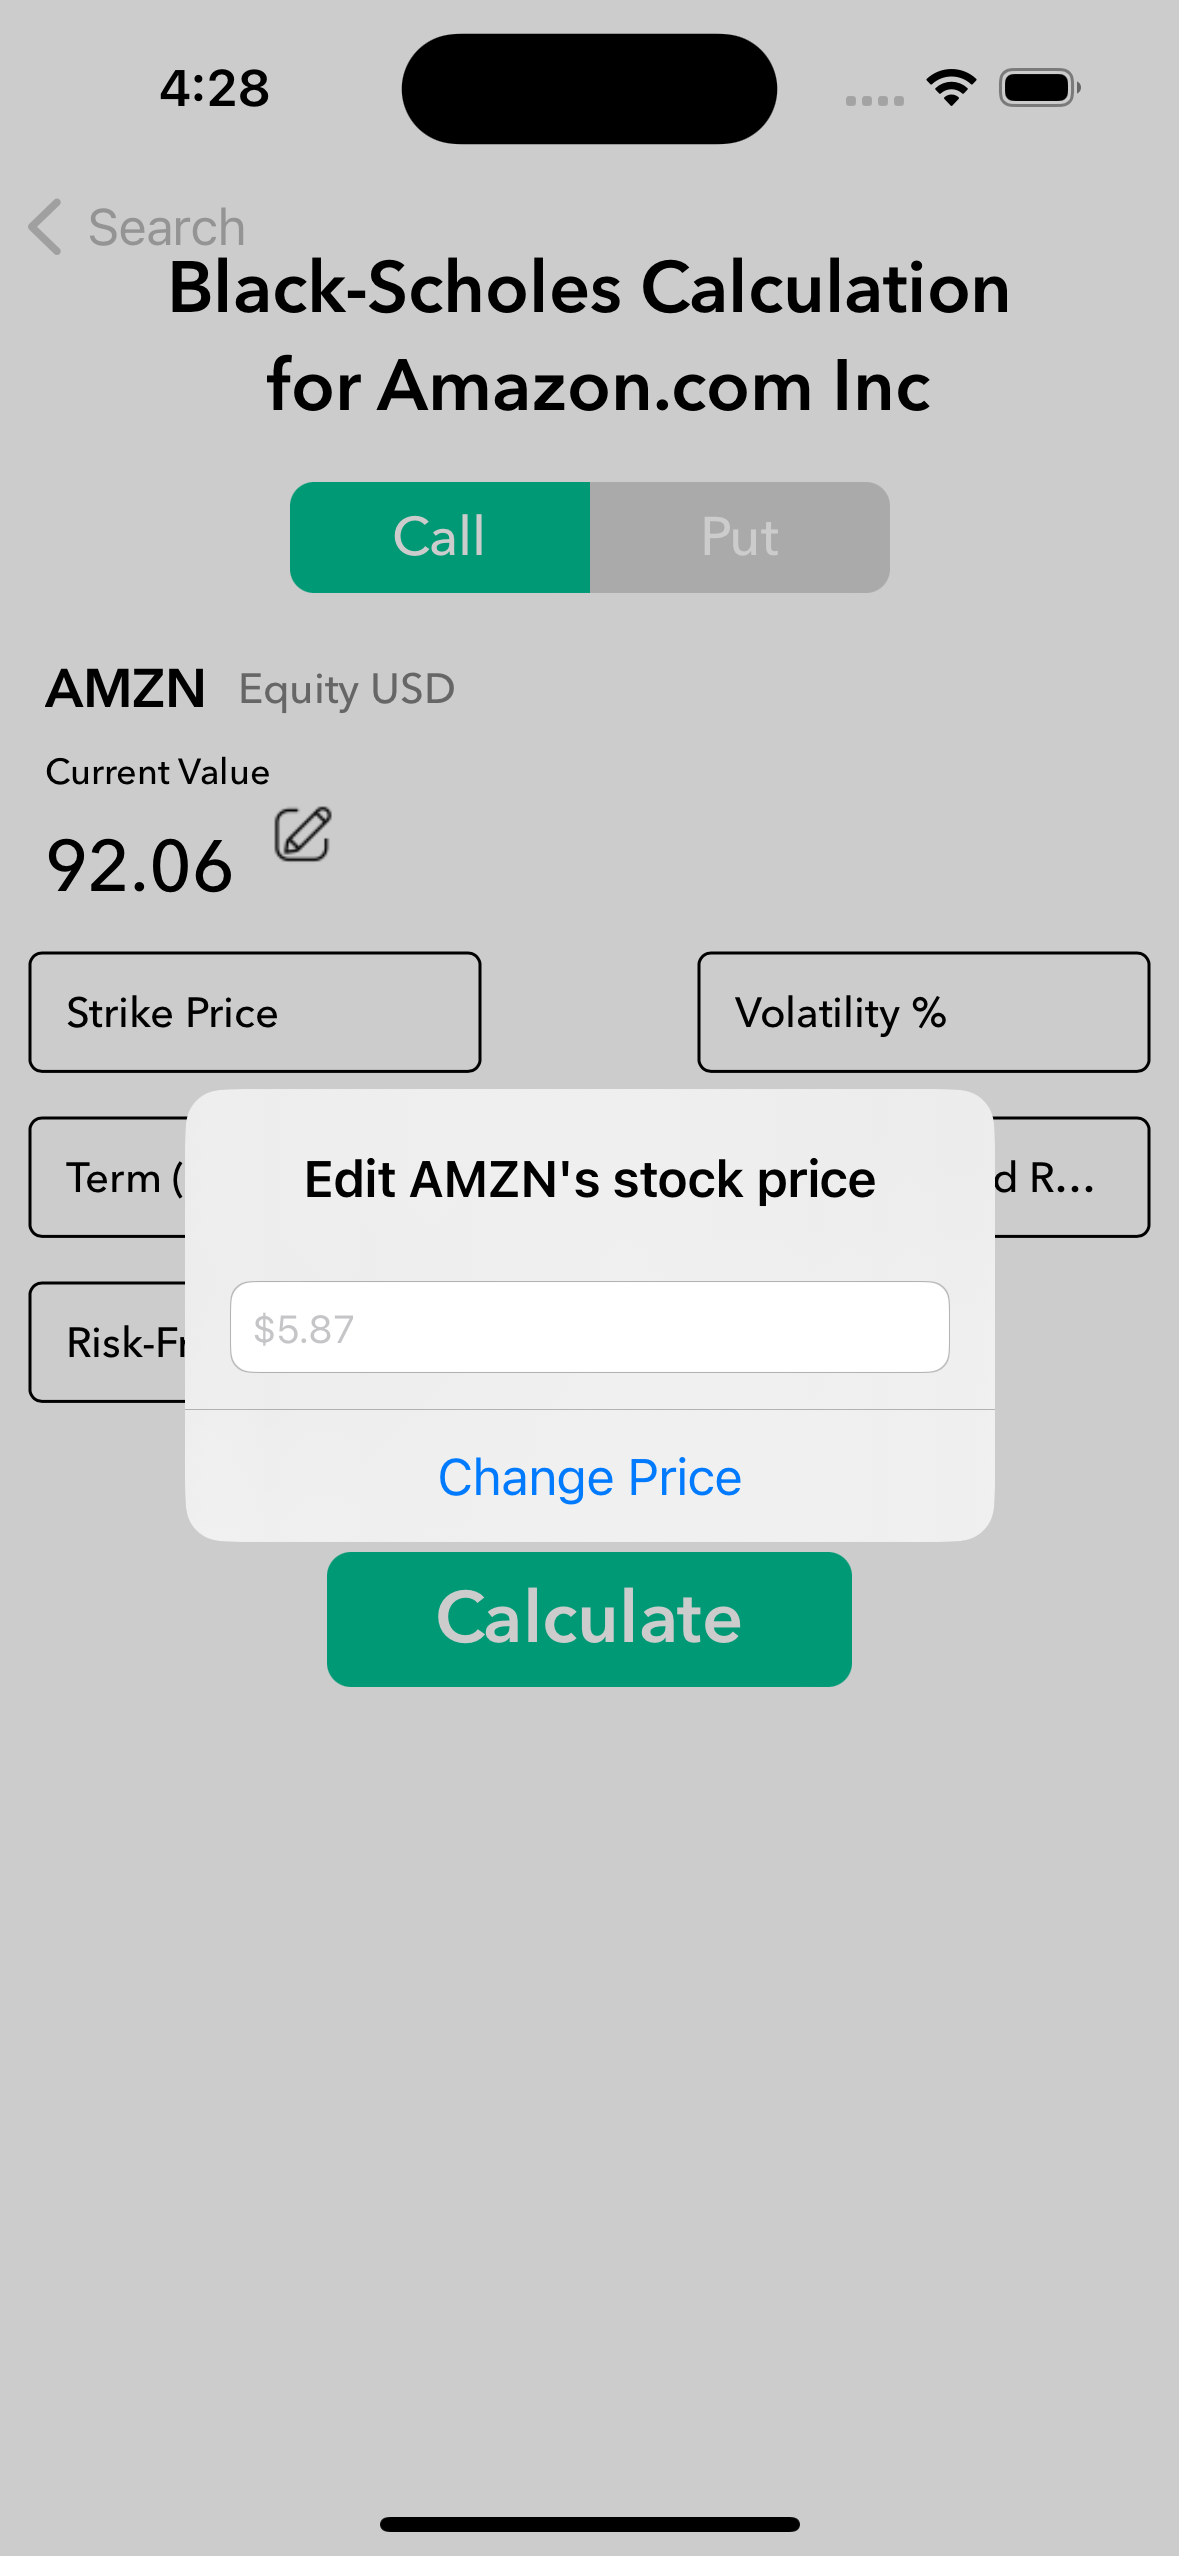 4:28
Search
Black-Scholes Calculation
for Amazon.com Inc
Call Put
AMZN Equity USD
Current Value
92.06
Strike Price Volatility %
Edit AMZN's stock price
Term ( d R...
$5.87
Risk-Fr
Change Price
Calculate